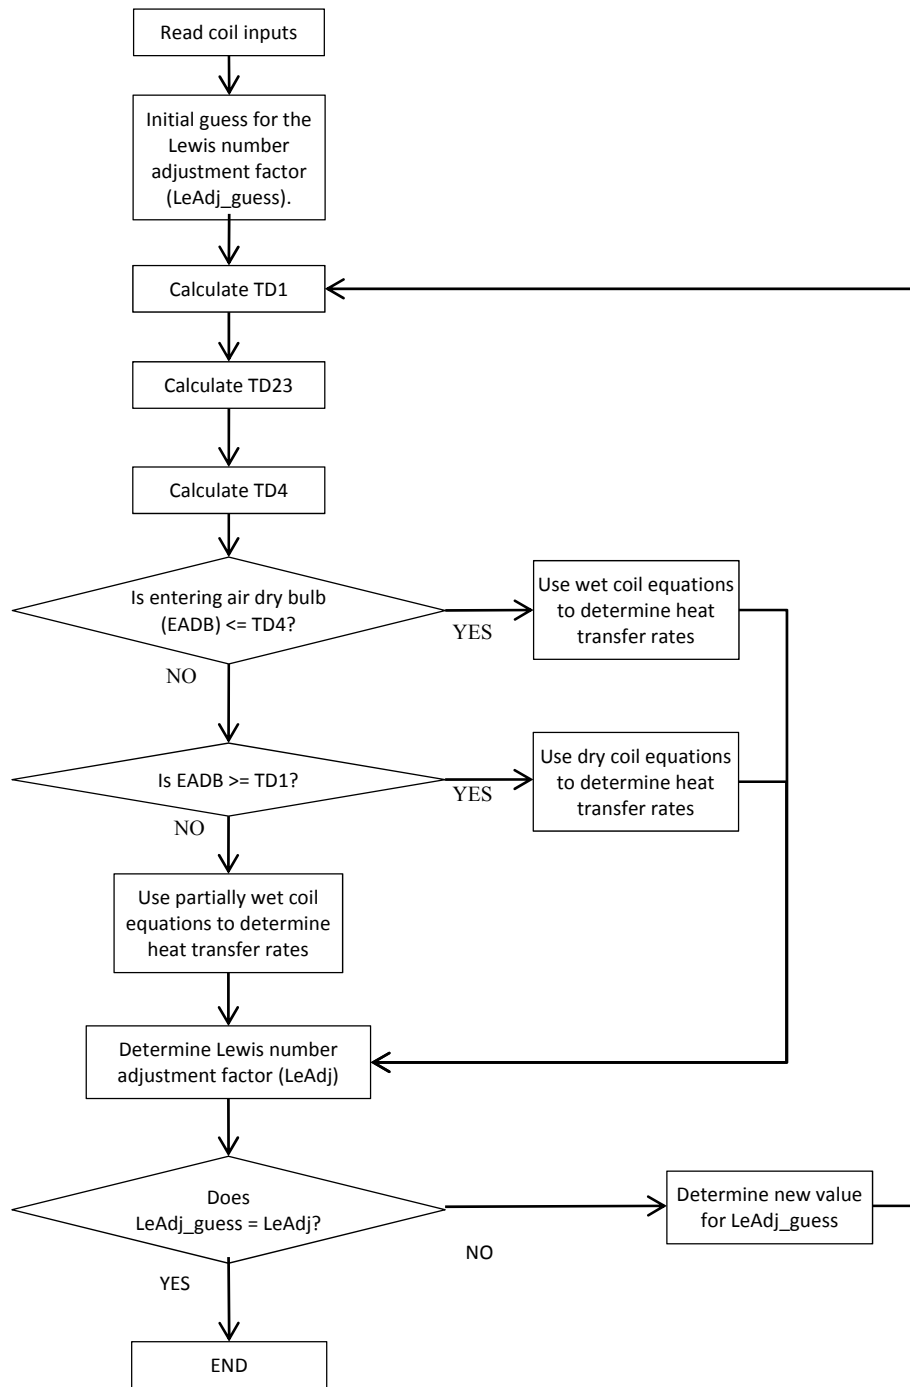 Read coil inputs
Initial guess for the
Lewis number
adjustment factor
(LeAdj_guess).
Calculate TD1
Calculate TD23
Calculate TD4
Is entering air dry bulb
(EADB) <= TD4?
YES
Use wet coil equations
to determine heat
transfer rates
NO
Is EADB >= TD1?
YES
Use dry coil equations
to determine heat
transfer rates
NO
Use partially wet coil
equations to determine
heat transfer rates
Determine Lewis number
adjustment factor (LeAdj)
Does
LeAdj_guess = LeAdj?
NO
Determine new value
for LeAdj_guess
YES
END